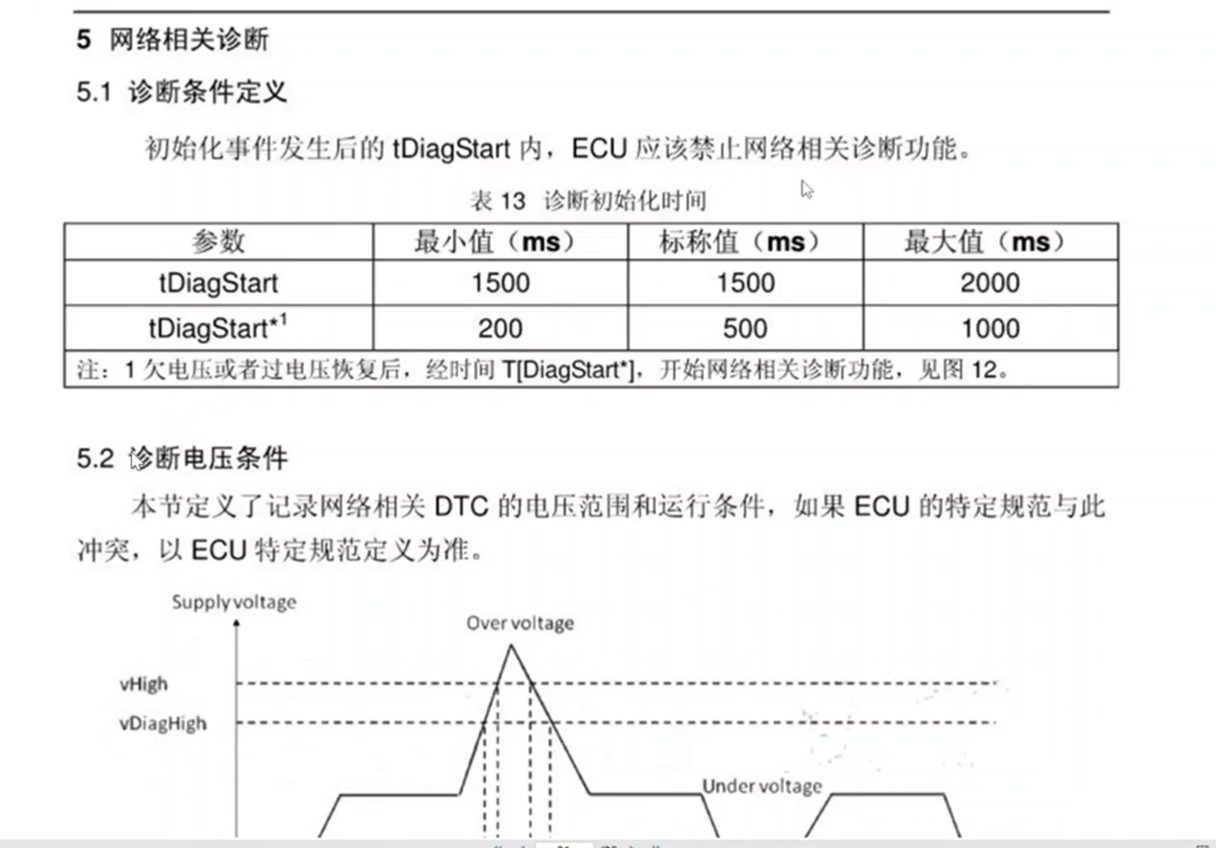 5 网络相关诊断
5.1 诊断条件定义
初始化事件发生后的 tDiagStart 内，ECU 应该禁止网络相关诊断功能。
表 13 诊断初始化时间
参数 最小值（ms） 标称值（ms） 最大值（ms）
tDiagStart 1500 1500 2000
tDiagStart*1 200 500 1000
注：1 欠电压或者过电压恢复后，经时间 T[DiagStart*]，开始网络相关诊断功能，见图 12。
5.2 诊断电压条件
本节定义了记录网络相关 DTC 的电压范围和运行条件，如果 ECU 的特定规范与此
冲突，以 ECU 特定规范定义为准。
Supply voltage
Over voltage
vHigh
vDiagHigh
Under voltage